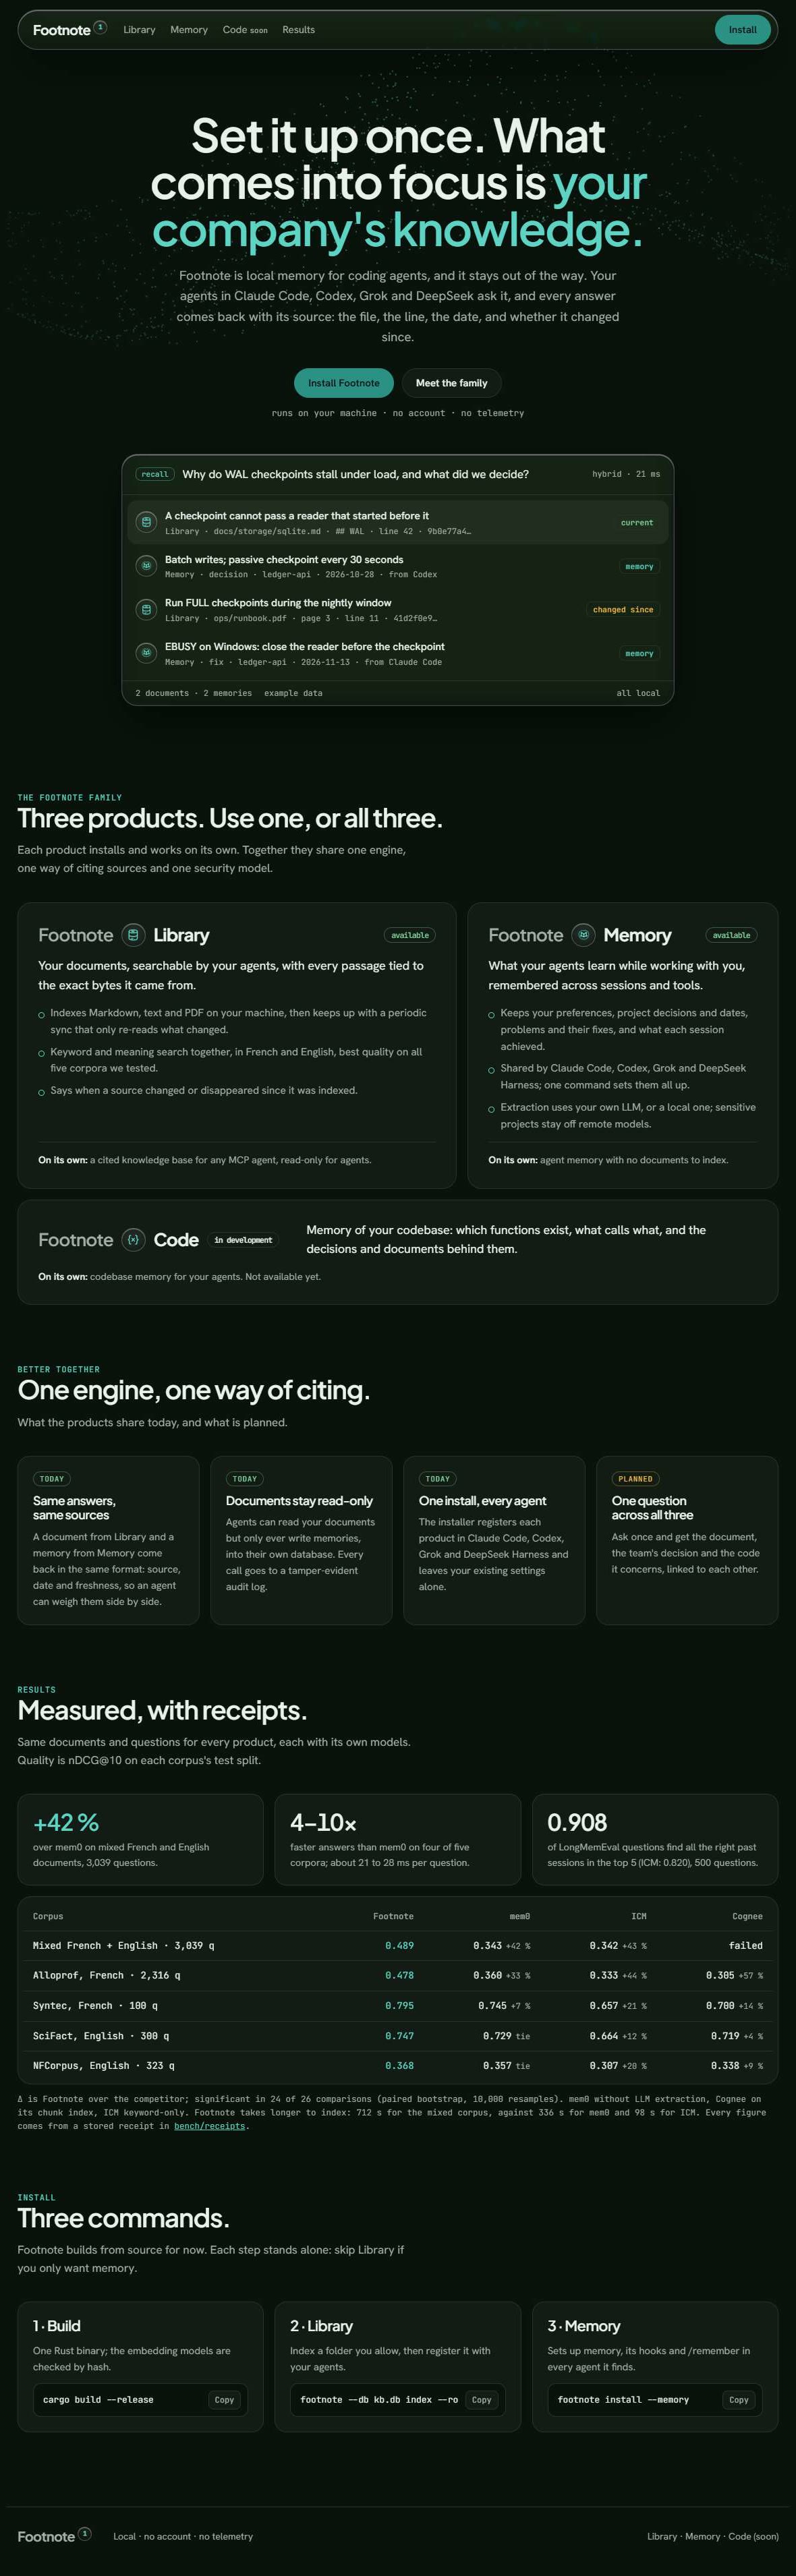 Footnote 1 Library Memory Code soon Results Install
Set it up once. What
comes into focus is your
company's knowledge.
Footnote is local memory for coding agents, and it stays out of the way. Your
agents in Claude Code, Codex, Grok and DeepSeek ask it, and every answer
comes back with its source: the file, the line, the date, and whether it changed
since.
Install Footnote Meet the family
runs on your machine · no account · no telemetry
recall Why do WAL checkpoints stall under load, and what did we decide? hybrid · 21 ms
A checkpoint cannot pass a reader that started before it
Library · docs/storage/sqlite.md · ## WAL · line 42 · 9b0e77a4…
current
Batch writes; passive checkpoint every 30 seconds
Memory · decision · ledger-api · 2026-10-28 · from Codex
memory
Run FULL checkpoints during the nightly window
Library · ops/runbook.pdf · page 3 · line 11 · 41d2f0e9…
changed since
EBUSY on Windows: close the reader before the checkpoint
Memory · fix · ledger-api · 2026-11-13 · from Claude Code
memory
2 documents · 2 memories example data all local
THE FOOTNOTE FAMILY
Three products. Use one, or all three.
Each product installs and works on its own. Together they share one engine,
one way of citing sources and one security model.
Footnote Library available
Your documents, searchable by your agents, with every passage tied to
the exact bytes it came from.
Indexes Markdown, text and PDF on your machine, then keeps up with a periodic
sync that only re-reads what changed.
Keyword and meaning search together, in French and English, best quality on all
five corpora we tested.
Says when a source changed or disappeared since it was indexed.
On its own: a cited knowledge base for any MCP agent, read-only for agents.
Footnote Memory available
What your agents learn while working with you,
remembered across sessions and tools.
Keeps your preferences, project decisions and dates,
problems and their fixes, and what each session
achieved.
Shared by Claude Code, Codex, Grok and DeepSeek
Harness; one command sets them all up.
Extraction uses your own LLM, or a local one; sensitive
projects stay off remote models.
On its own: agent memory with no documents to index.
Footnote {×} Code in development
Memory of your codebase: which functions exist, what calls what, and the
decisions and documents behind them.
On its own: codebase memory for your agents. Not available yet.
BETTER TOGETHER
One engine, one way of citing.
What the products share today, and what is planned.
TODAY
Same answers,
same sources
A document from Library and a
memory from Memory come
back in the same format: source,
date and freshness, so an agent
can weigh them side by side.
TODAY
Documents stay read-only
Agents can read your documents
but only ever write memories,
into their own database. Every
call goes to a tamper-evident
audit log.
TODAY
One install, every agent
The installer registers each
product in Claude Code, Codex,
Grok and DeepSeek Harness and
leaves your existing settings
alone.
PLANNED
One question
across all three
Ask once and get the document,
the team's decision and the code
it concerns, linked to each other.
RESULTS
Measured, with receipts.
Same documents and questions for every product, each with its own models.
Quality is nDCG@10 on each corpus's test split.
+42 %
over mem0 on mixed French and English
documents, 3,039 questions.
4–10×
faster answers than mem0 on four of five
corpora; about 21 to 28 ms per question.
0.908
of LongMemEval questions find all the right past
sessions in the top 5 (ICM: 0.820), 500 questions.
Corpus Footnote mem0 ICM Cognee
Mixed French + English · 3,039 q 0.489 0.343 +42 % 0.342 +43 % failed
Alloprof, French · 2,316 q 0.478 0.360 +33 % 0.333 +44 % 0.305 +57 %
Syntec, French · 100 q 0.795 0.745 +7 % 0.657 +21 % 0.700 +14 %
SciFact, English · 300 q 0.747 0.729 tie 0.664 +12 % 0.719 +4 %
NFCorpus, English · 323 q 0.368 0.357 tie 0.307 +20 % 0.338 +9 %
Δ is Footnote over the competitor; significant in 24 of 26 comparisons (paired bootstrap, 10,000 resamples). mem0 without LLM extraction, Cognee on
its chunk index, ICM keyword-only. Footnote takes longer to index: 712 s for the mixed corpus, against 336 s for mem0 and 98 s for ICM. Every figure
comes from a stored receipt in bench/receipts.
INSTALL
Three commands.
Footnote builds from source for now. Each step stands alone: skip Library if
you only want memory.
1 · Build
One Rust binary; the embedding models are
checked by hash.
cargo build --release Copy
2 · Library
Index a folder you allow, then register it with
your agents.
footnote --db kb.db index --ro Copy
3 · Memory
Sets up memory, its hooks and /remember in
every agent it finds.
footnote install --memory Copy
Footnote 1 Local · no account · no telemetry Library · Memory · Code (soon)